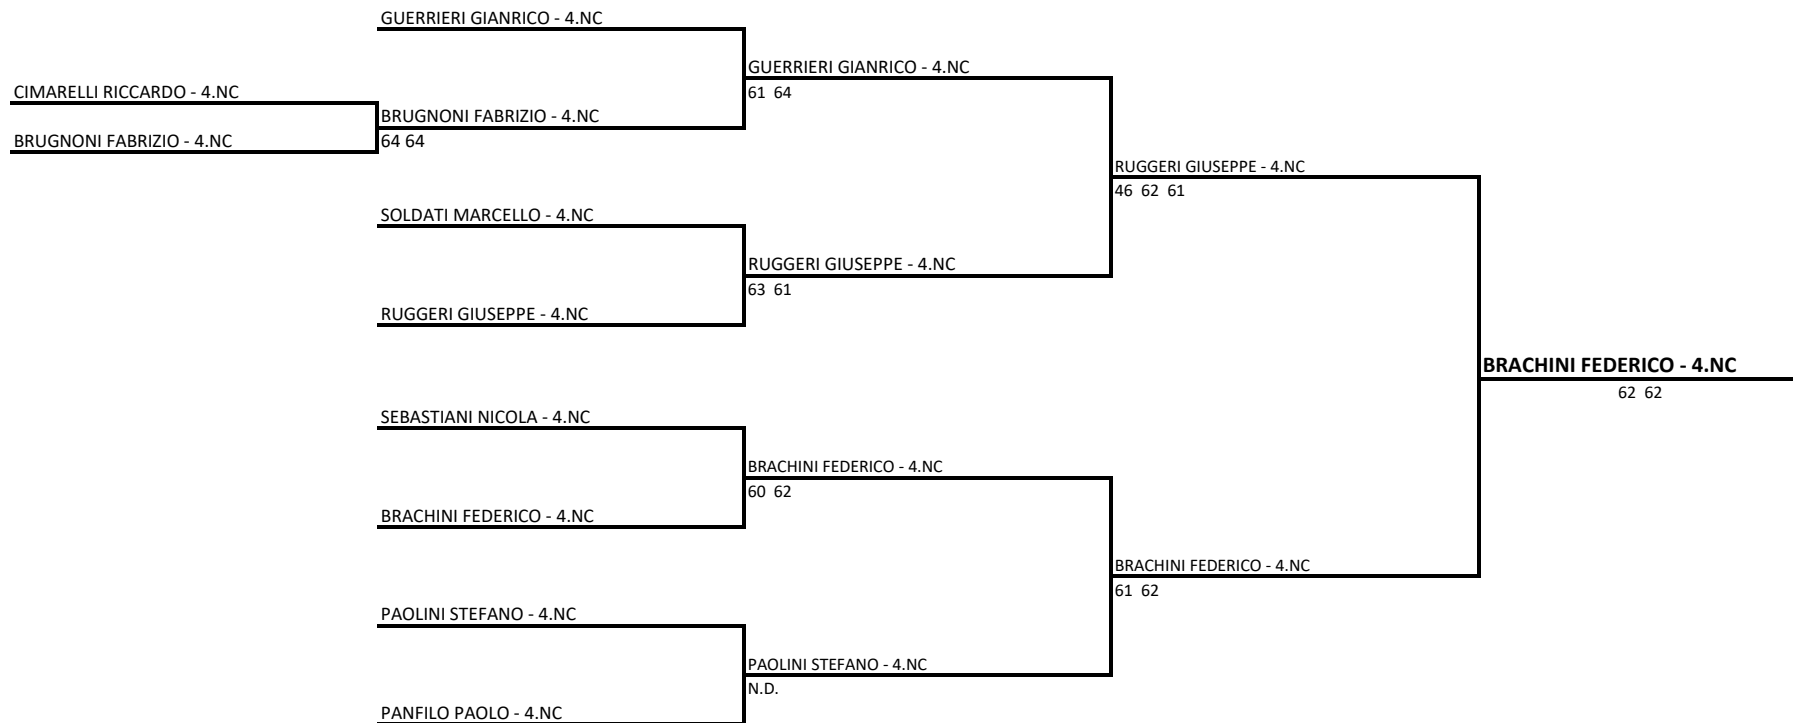 GUERRIERI GIANRICO - 4.NC
GUERRIERI GIANRICO - 4.NC
CIMARELLI RICCARDO - 4.NC
61 64
BRUGNONI FABRIZIO - 4.NC
BRUGNONI FABRIZIO - 4.NC
64 64
RUGGERI GIUSEPPE - 4.NC
46 62 61
SOLDATI MARCELLO - 4.NC
RUGGERI GIUSEPPE - 4.NC
63 61
RUGGERI GIUSEPPE - 4.NC
BRACHINI FEDERICO - 4.NC
62 62
SEBASTIANI NICOLA - 4.NC
BRACHINI FEDERICO - 4.NC
60 62
BRACHINI FEDERICO - 4.NC
BRACHINI FEDERICO - 4.NC
61 62
PAOLINI STEFANO - 4.NC
PAOLINI STEFANO - 4.NC
N.D.
PANFILO PAOLO - 4.NC